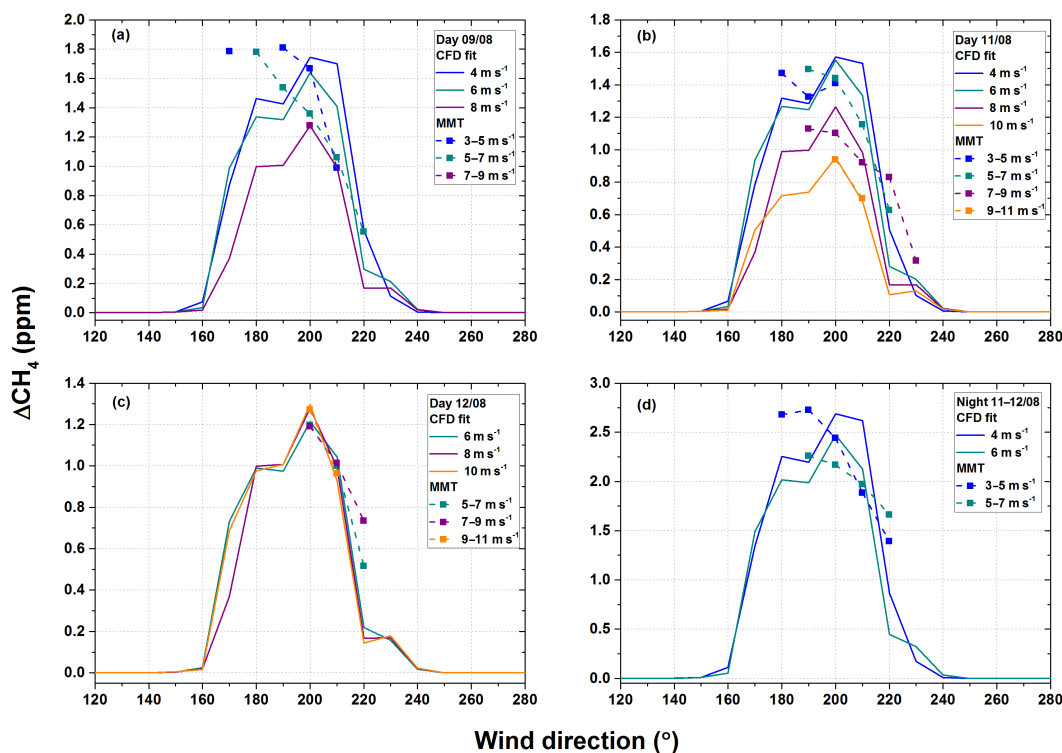 (a)
Day 09/08
CFD fit
4 m s⁻¹
6 m s⁻¹
8 m s⁻¹
MMT
3–5 m s⁻¹
5–7 m s⁻¹
7–9 m s⁻¹
2.0
1.8
1.6
1.4
1.2
1.0
0.8
0.6
0.4
0.2
0.0
120 140 160 180 200 220 240 260 280
(b)
Day 11/08
CFD fit
4 m s⁻¹
6 m s⁻¹
8 m s⁻¹
10 m s⁻¹
MMT
3–5 m s⁻¹
5–7 m s⁻¹
7–9 m s⁻¹
9–11 m s⁻¹
1.8
1.6
1.4
1.2
1.0
0.8
0.6
0.4
0.2
0.0
120 140 160 180 200 220 240 260 280
ΔCH₄ (ppm)
(c)
Day 12/08
CFD fit
6 m s⁻¹
8 m s⁻¹
10 m s⁻¹
MMT
5–7 m s⁻¹
7–9 m s⁻¹
9–11 m s⁻¹
1.4
1.2
1.0
0.8
0.6
0.4
0.2
0.0
120 140 160 180 200 220 240 260 280
(d)
Night 11–12/08
CFD fit
4 m s⁻¹
6 m s⁻¹
MMT
3–5 m s⁻¹
5–7 m s⁻¹
3.0
2.5
2.0
1.5
1.0
0.5
0.0
120 140 160 180 200 220 240 260 280
Wind direction (°)